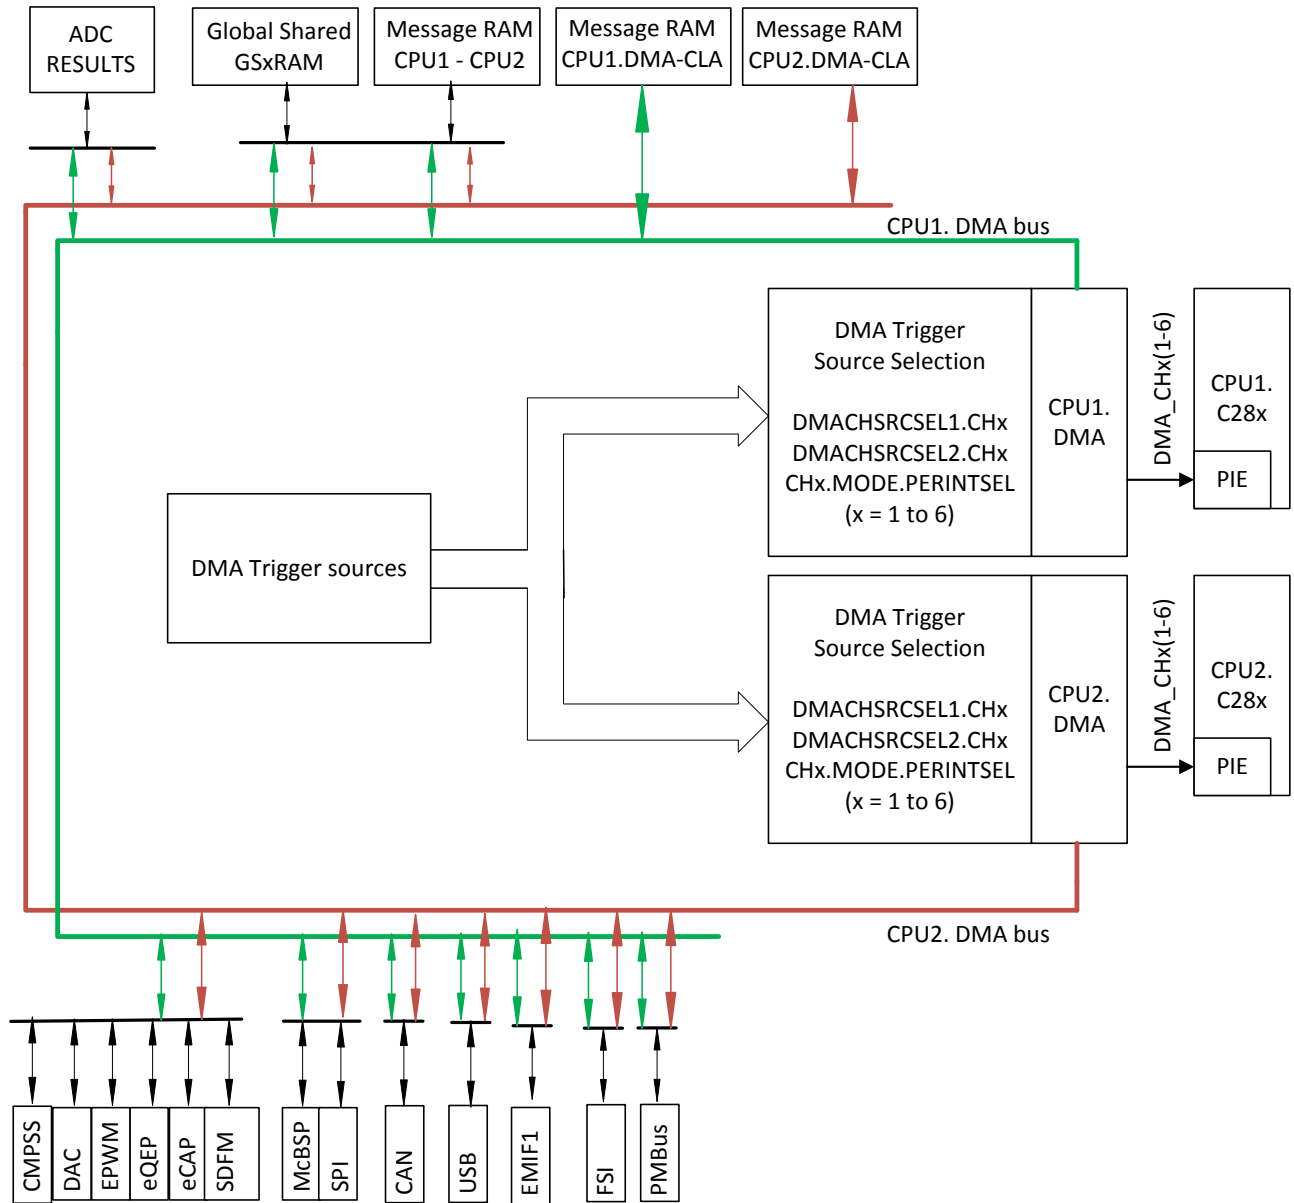 ADC
RESULTS
Global Shared
GSxRAM
Message RAM
CPU1 - CPU2
Message RAM
CPU1.DMA-CLA
Message RAM
CPU2.DMA-CLA
CPU1. DMA bus
DMA Trigger
Source Selection
DMACHSRCSEL1.CHx
DMACHSRCSEL2.CHx
CHx.MODE.PERINTSEL
(x = 1 to 6)
CPU1.
DMA
DMA_CHx(1-6)
CPU1.
C28x
PIE
DMA Trigger sources
DMA Trigger
Source Selection
DMACHSRCSEL1.CHx
DMACHSRCSEL2.CHx
CHx.MODE.PERINTSEL
(x = 1 to 6)
CPU2.
DMA
DMA_CHx(1-6)
CPU2.
C28x
PIE
CPU2. DMA bus
CMPSS
DAC
EPWM
eQEP
eCAP
SDFM
McBSP
SPI
CAN
USB
EMIF1
FSI
PMBus